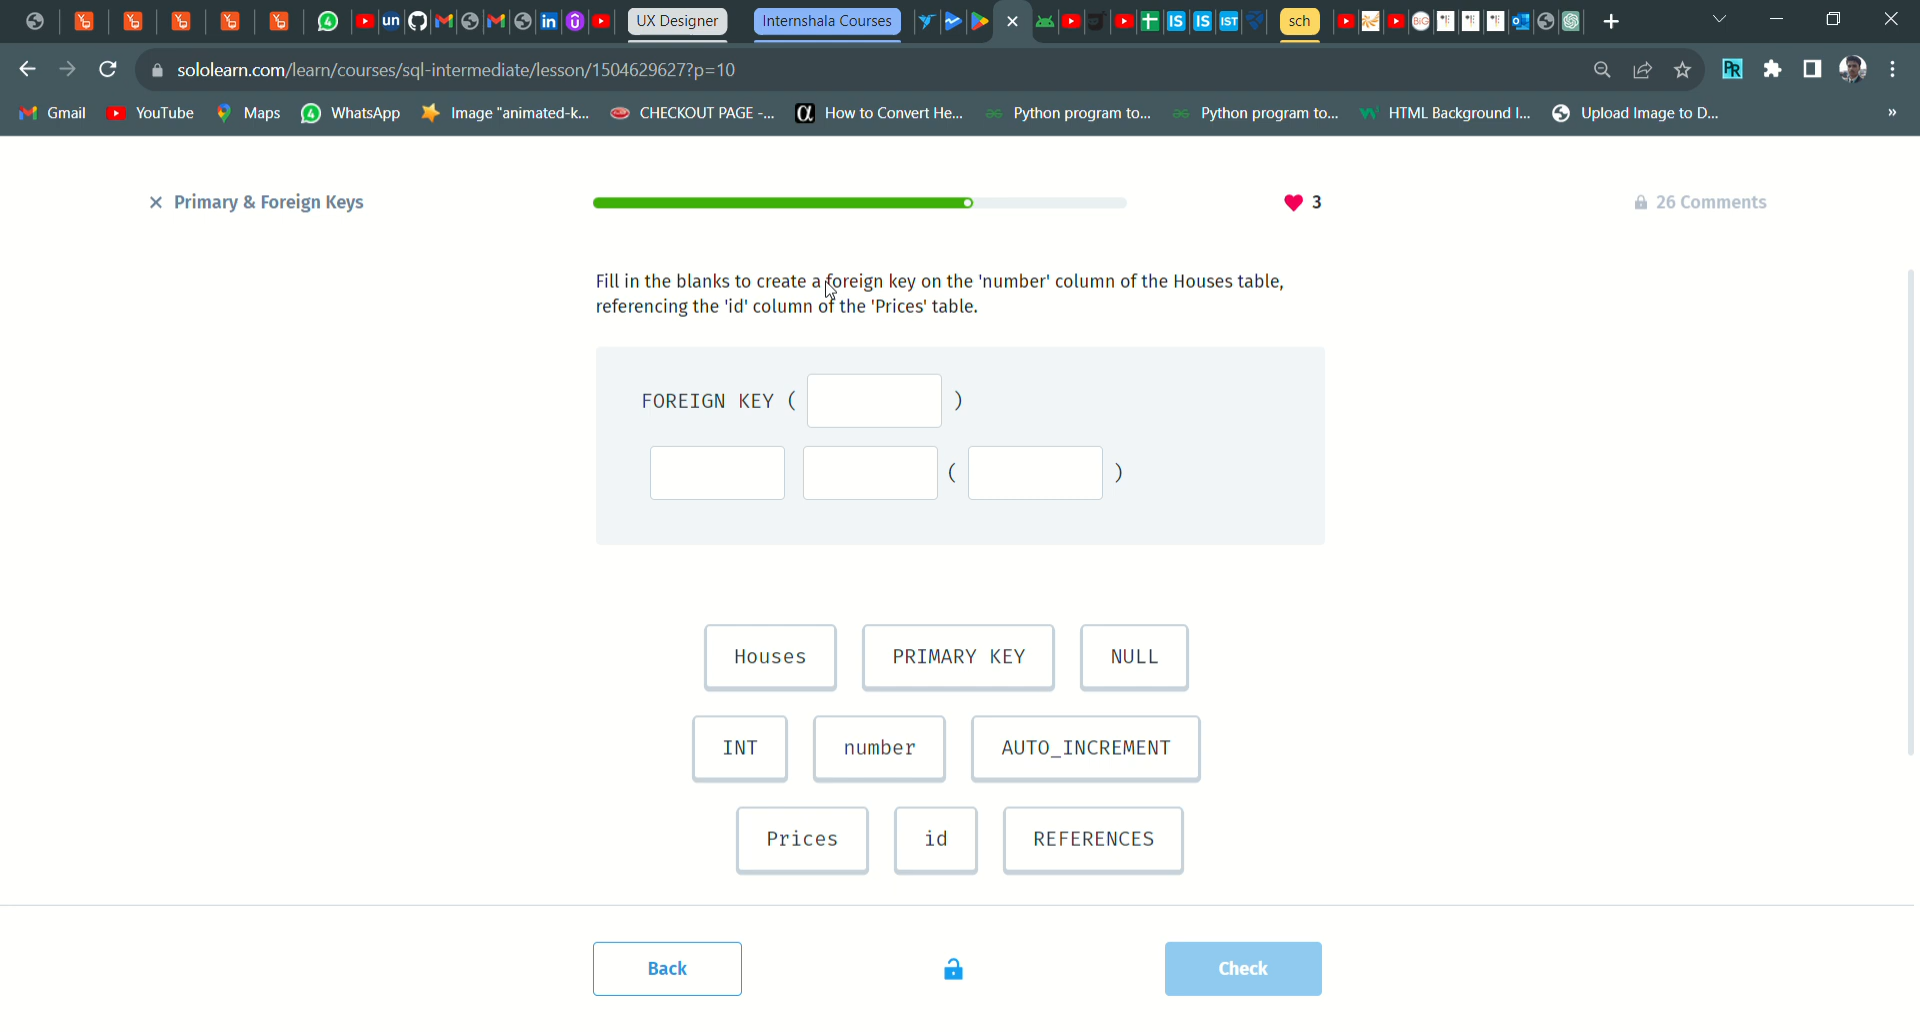 UX Designer
Internshala Courses
sch
sololearn.com/learn/courses/sql-intermediate/lesson/1504629627?p=10
Gmail YouTube Maps WhatsApp Image "animated-k... CHECKOUT PAGE -... How to Convert He... Python program to... Python program to... HTML Background I... Upload Image to D... »
Primary & Foreign Keys
3
26 Comments
Fill in the blanks to create a foreign key on the 'number' column of the Houses table,
referencing the 'id' column of the 'Prices' table.
FOREIGN KEY ( )
( )
Houses PRIMARY KEY NULL
INT number AUTO_INCREMENT
Prices id REFERENCES
Back Check